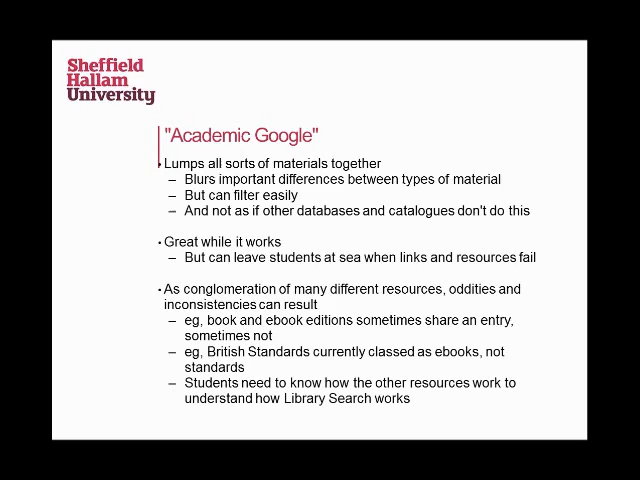 Sheffield
Hallam
University
"Academic Google"
• Lumps all sorts of materials together
– Blurs important differences between types of material
– But can filter easily
– And not as if other databases and catalogues don't do this
• Great while it works
– But can leave students at sea when links and resources fail
• As conglomeration of many different resources, oddities and
inconsistencies can result
– eg, book and ebook editions sometimes share an entry,
sometimes not
– eg, British Standards currently classed as ebooks, not
standards
– Students need to know how the other resources work to
understand how Library Search works